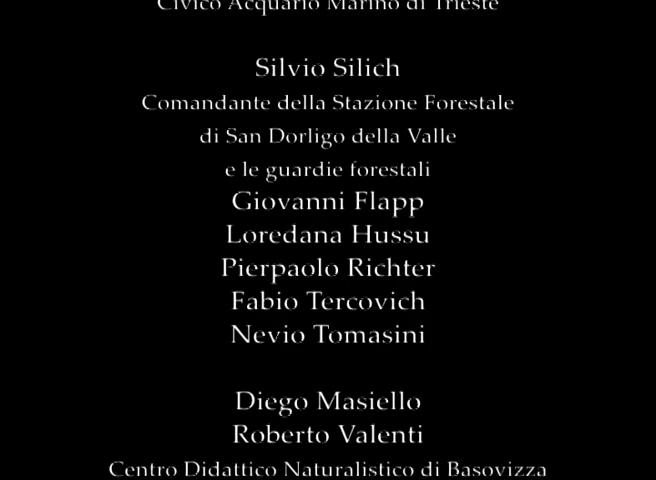 Civico Acquario Marino di Trieste
Silvio Silich
Comandante della Stazione Forestale
di San Dorligo della Valle
e le guardie forestali
Giovanni Flapp
Loredana Hussu
Pierpaolo Richter
Fabio Tercovich
Nevio Tomasini
Diego Masiello
Roberto Valenti
Centro Didattico Naturalistico di Basovizza